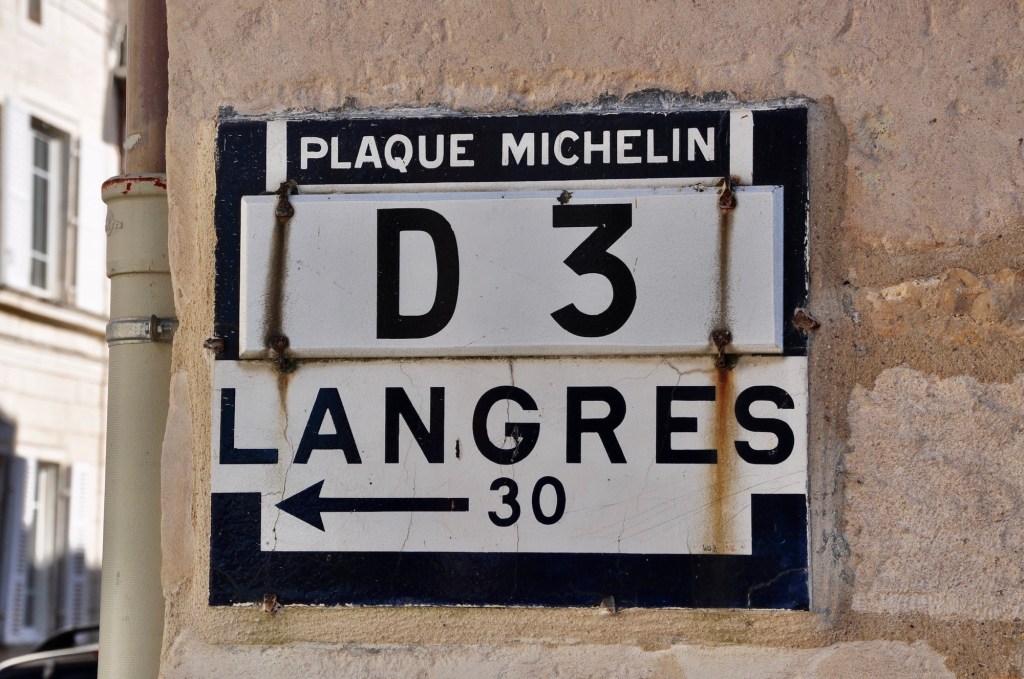 PLAQUE MICHELIN
D 3
LANGRES
30